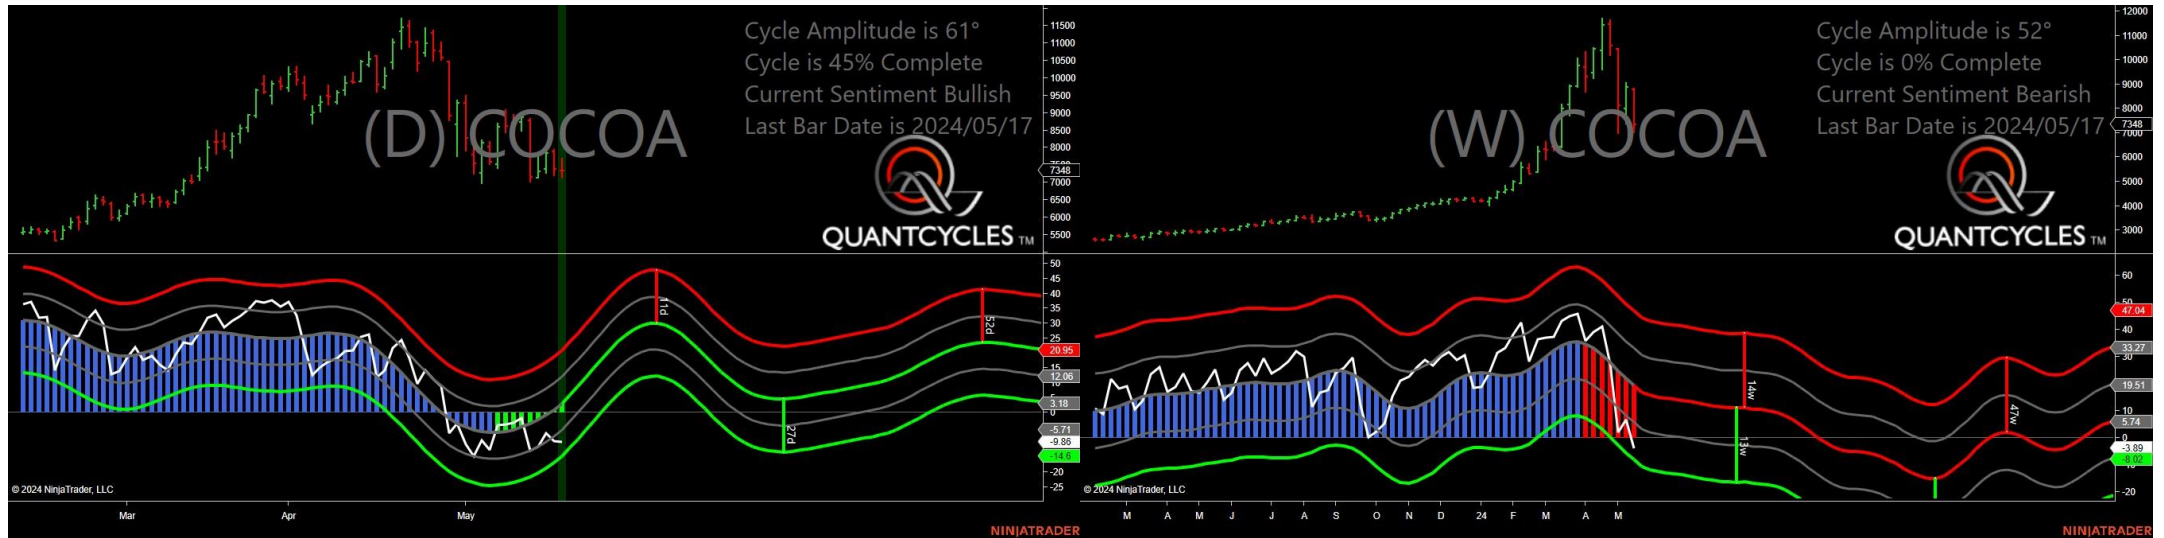 Cycle Amplitude is 61°
Cycle is 45% Complete
Current Sentiment Bullish
Last Bar Date is 2024/05/17
(D) COCOA
QUANTCYCLES TM
11500
11000
10500
10000
9500
9000
8500
8000
7348
7000
6500
6000
5500
50
45
40
35
30
25
20.95
12.06
3.18
0
-5.71
-9.86
-14.6
-20
-25
11d
52d
27d
© 2024 NinjaTrader, LLC
Mar Apr May
NINJATRADER
Cycle Amplitude is 52°
Cycle is 0% Complete
Current Sentiment Bearish
Last Bar Date is 2024/05/17
(W) COCOA
QUANTCYCLES TM
12000
11000
10000
9000
8000
7348
7000
6000
5000
4000
3000
60
47.04
40
33.27
30
19.51
10
5.74
0
-3.89
-8.02
-20
14w
13w
47w
© 2024 NinjaTrader, LLC
M A M J J A S O N D 24 F M A M
NINJATRADER